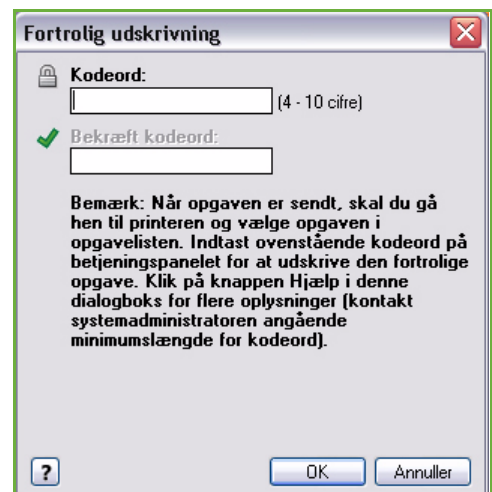 Fortrolig udskrivning
Kodeord:
(4 - 10 cifre)
Bekræft kodeord:
Bemærk: Når opgaven er sendt, skal du gå
hen til printeren og vælge opgaven i
opgavelisten. Indtast ovenstående kodeord på
betjeningspanelet for at udskrive den fortrolige
opgave. Klik på knappen Hjælp i denne
dialogboks for flere oplysninger (kontakt
systemadministratoren angående
minimumslængde for kodeord).
? OK Annuller